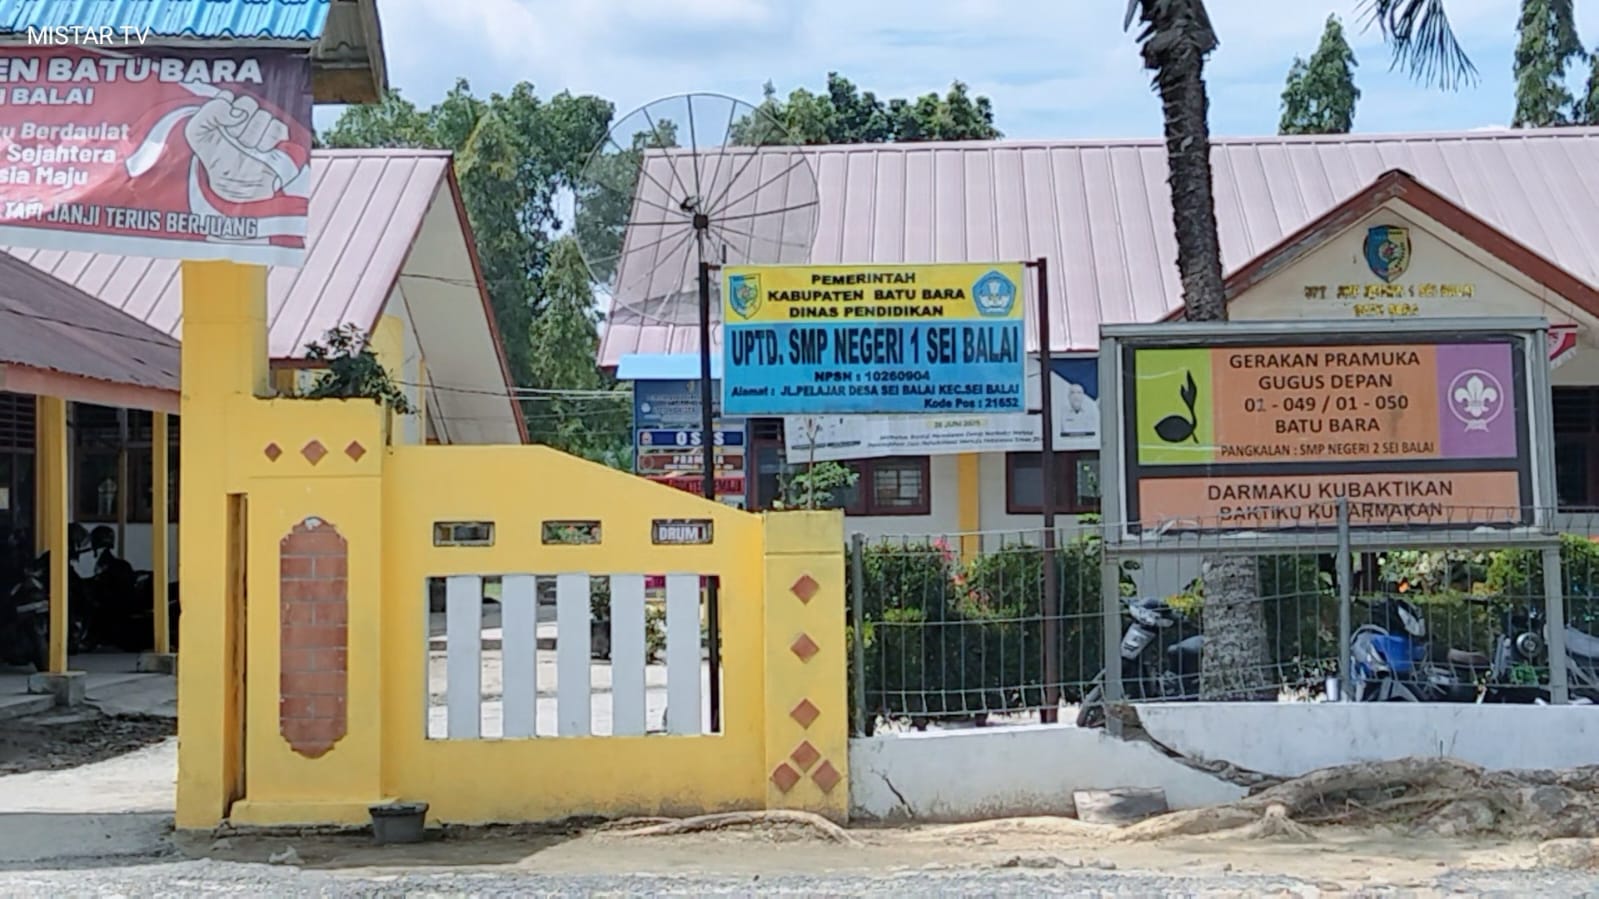 MISTAR TV
EN BATU BARA
I BALAI
u Berdaulat
Sejahtera
sia Maju
TAPI JANJI TERUS BERJUANG
PEMERINTAH
KABUPATEN BATU BARA
DINAS PENDIDIKAN
UPTD. SMP NEGERI 1 SEI BALAI
NPSN : 10260904
Alamat : JL.PELAJAR DESA SEI BALAI KEC.SEI BALAI
Kode Pos : 21652
OSIS
PRAMUKA
DRUM
GERAKAN PRAMUKA
GUGUS DEPAN
01 - 049 / 01 - 050
BATU BARA
PANGKALAN : SMP NEGERI 2 SEI BALAI
DARMAKU KUBAKTIKAN
BAKTIKU KUDARMAKAN